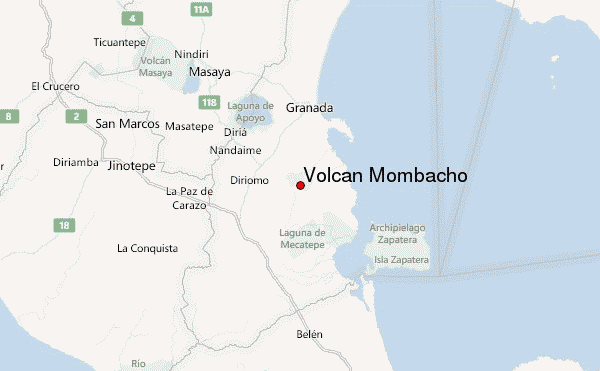 11A
4
Ticuantepe
Nindiri
Volcán
Masaya
Masaya
El Crucero
118
Laguna de
Apoyo
Granada
8
2
San Marcos
Masatepe
Diriá
Nandaime
Diriamba
Jinotepe
r
Diriomo
Volcan Mombacho
La Paz de
Carazo
18
La Conquista
Laguna de
Mecatepe
Archipielago
Zapatera
Isla Zapatera
Belén
Río